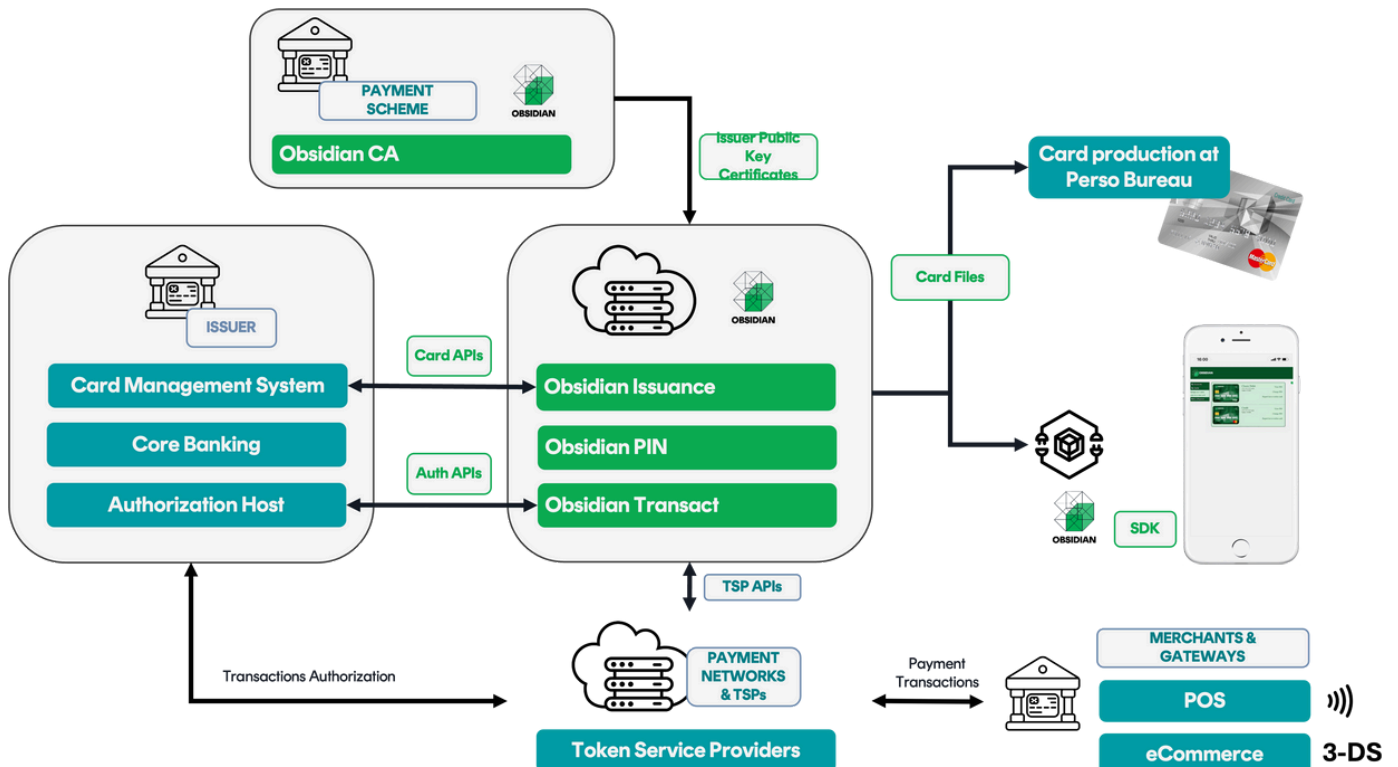 PAYMENT
SCHEME
OBSIDIAN
Obsidian CA
Issuer Public
Key
Certificates
Card production at
Perso Bureau
MasterCard
Card Files
ISSUER
OBSIDIAN
Card APIs
Card Management System
Obsidian Issuance
Core Banking
Obsidian PIN
Auth APIs
Authorization Host
Obsidian Transact
OBSIDIAN
SDK
TSP APIs
Transactions Authorization
PAYMENT
NETWORKS
& TSPs
Token Service Providers
Payment
Transactions
MERCHANTS &
GATEWAYS
POS
eCommerce
3-DS